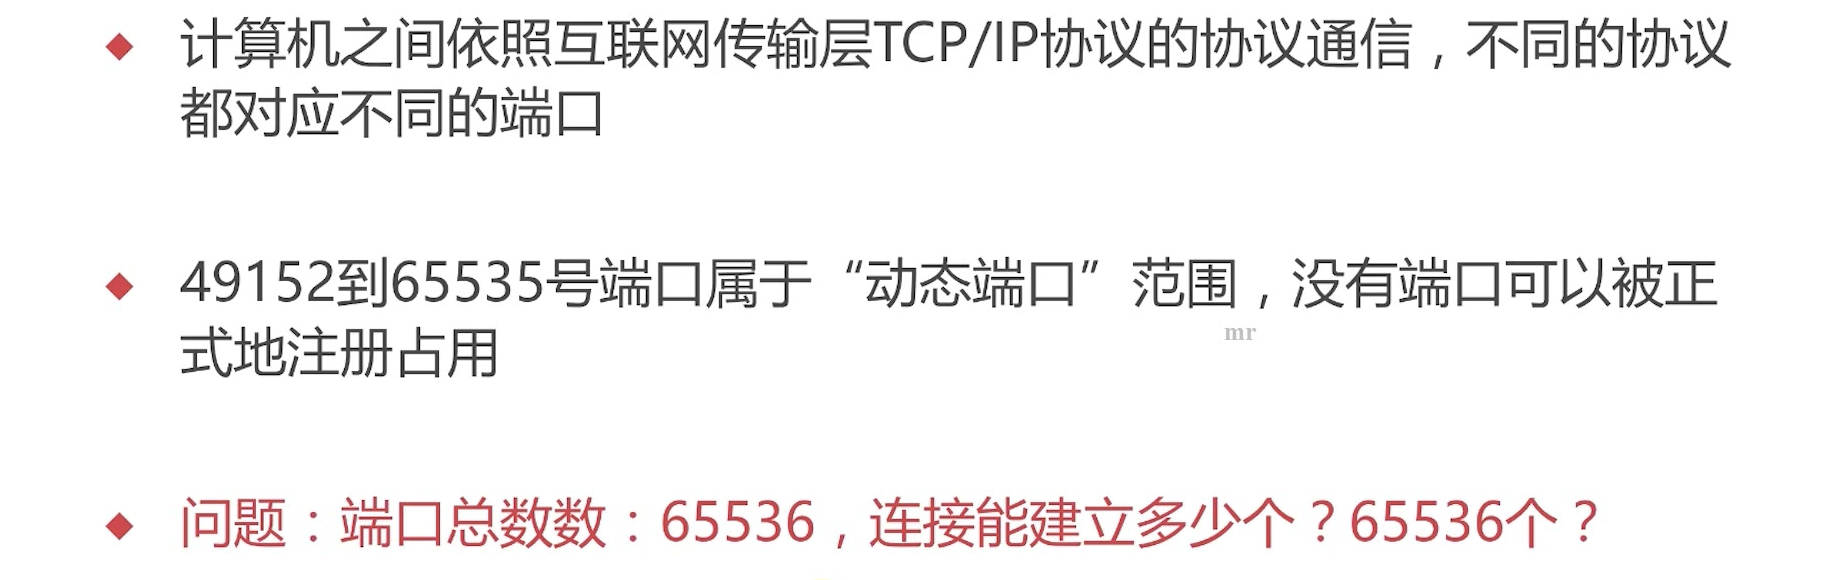 计算机之间依照互联网传输层TCP/IP协议的协议通信，不同的协议
都对应不同的端口
49152到65535号端口属于“动态端口”范围，没有端口可以被正
mr
式地注册占用
问题：端口总数数：65536，连接能建立多少个？65536个？